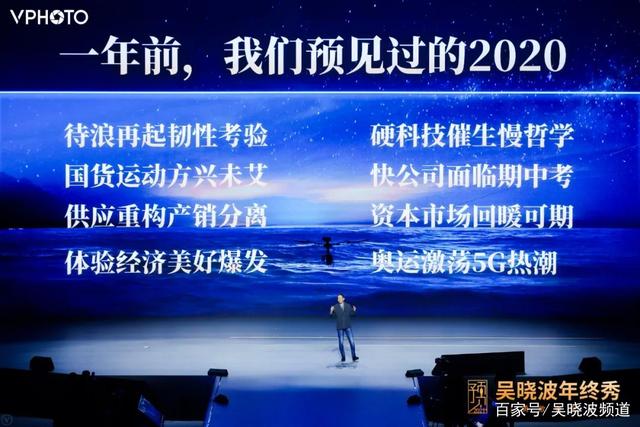 VPHOTO
一年前，我们预见过的2020
待浪再起韧性考验
硬科技催生慢哲学
国货运动方兴未艾
快公司面临期中考
供应重构产销分离
资本市场回暖可期
体验经济美好爆发
奥运激荡5G热潮
预见
吴晓波年终秀
百家号/吴晓波频道